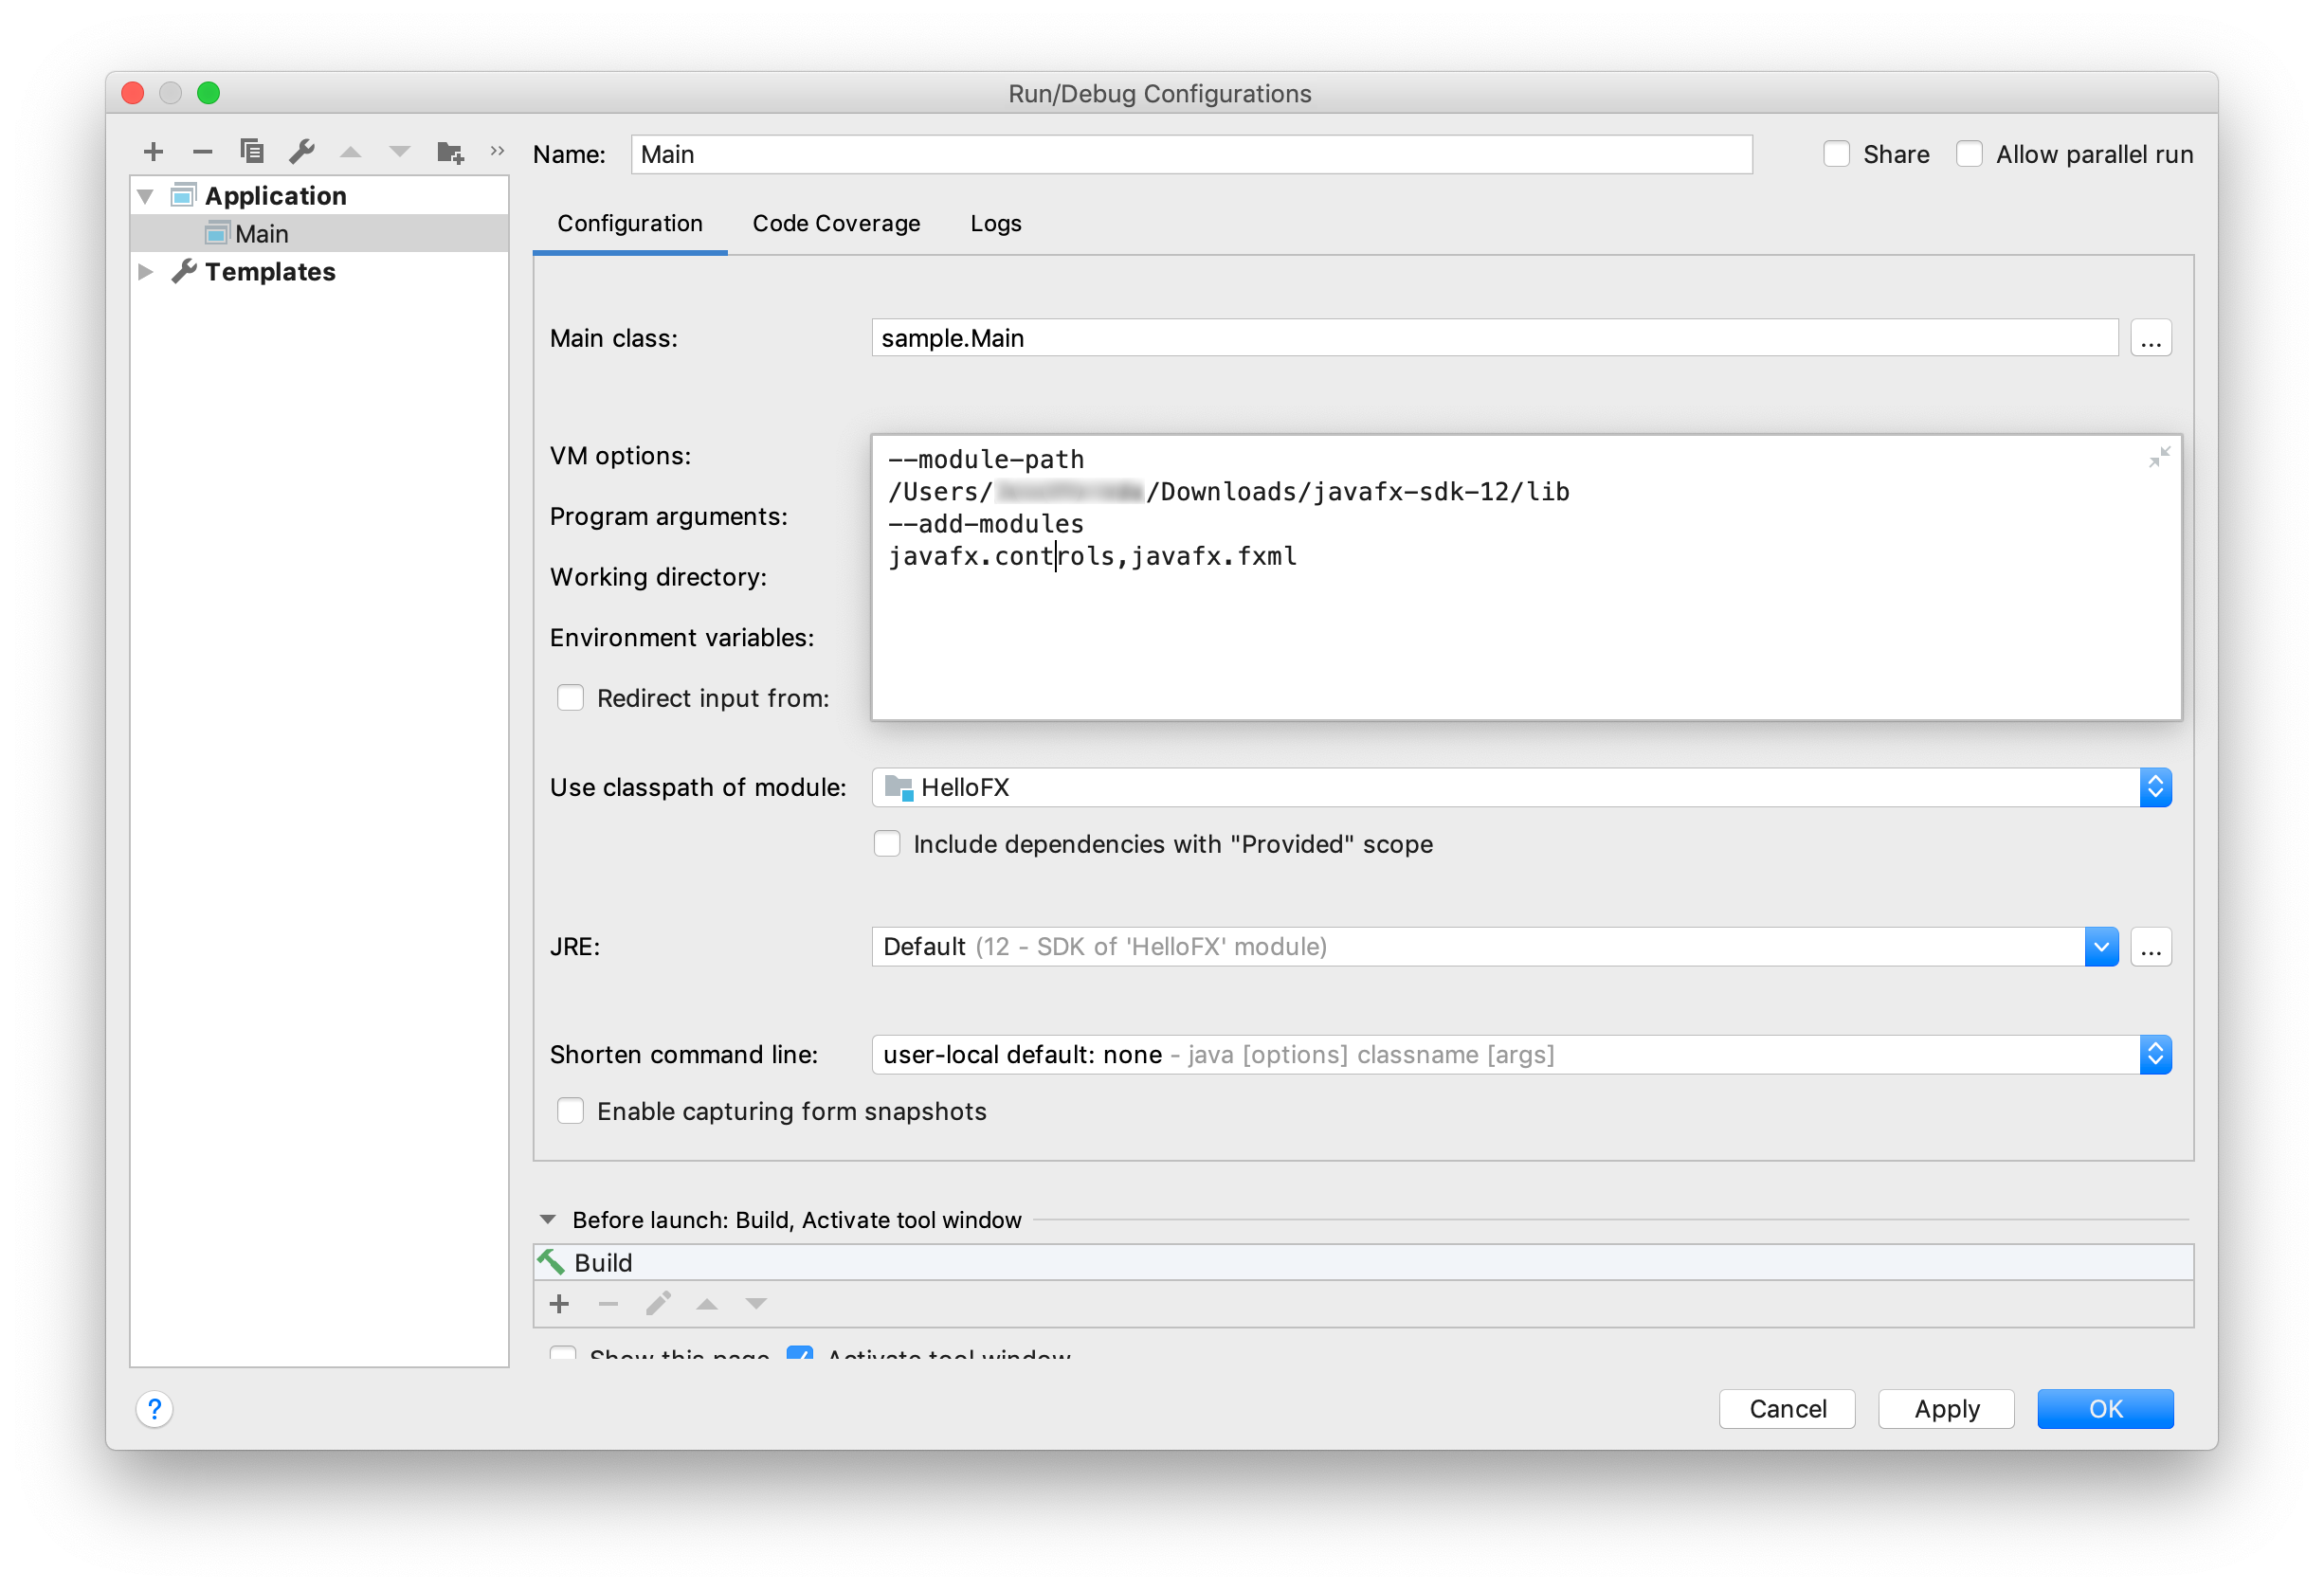 Run/Debug Configurations
Name: Main Share Allow parallel run
Application
Main
Templates
Configuration Code Coverage Logs
Main class: sample.Main ...
VM options:
--module-path
/Users/ /Downloads/javafx-sdk-12/lib
--add-modules
javafx.controls,javafx.fxml
Program arguments:
Working directory:
Environment variables:
Redirect input from:
Use classpath of module: HelloFX
Include dependencies with "Provided" scope
JRE: Default (12 - SDK of 'HelloFX' module) ...
Shorten command line: user-local default: none - java [options] classname [args]
Enable capturing form snapshots
Before launch: Build, Activate tool window
Build
Show this page Activate tool window
? Cancel Apply OK